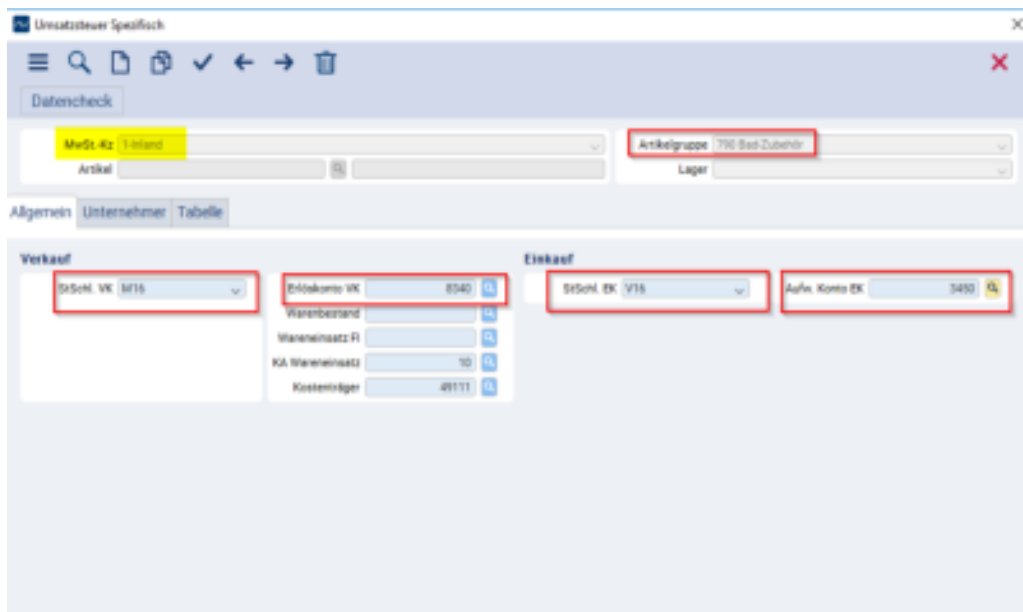 Umsatzsteuer Spezifisch
Datencheck
MwSt.-Kz 1-Inland
Artikel
Artikelgruppe 790 Bad-Zubehör
Lager
Allgemein Unternehmer Tabelle
Verkauf
StSchl. VK M16
Erlöskonto VK 8340
Warenbestand
Wareneinsatz FI
KA Wareneinsatz 10
Kostenträger 49111
Einkauf
StSchl. EK V16
Aufw. Konto EK 3450